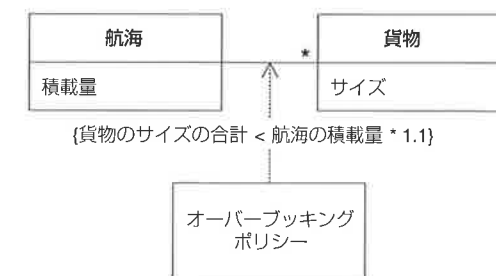 航海
*
貨物
積載量
サイズ
{貨物のサイズの合計 < 航海の積載量 * 1.1}
オーバーブッキング
ポリシー